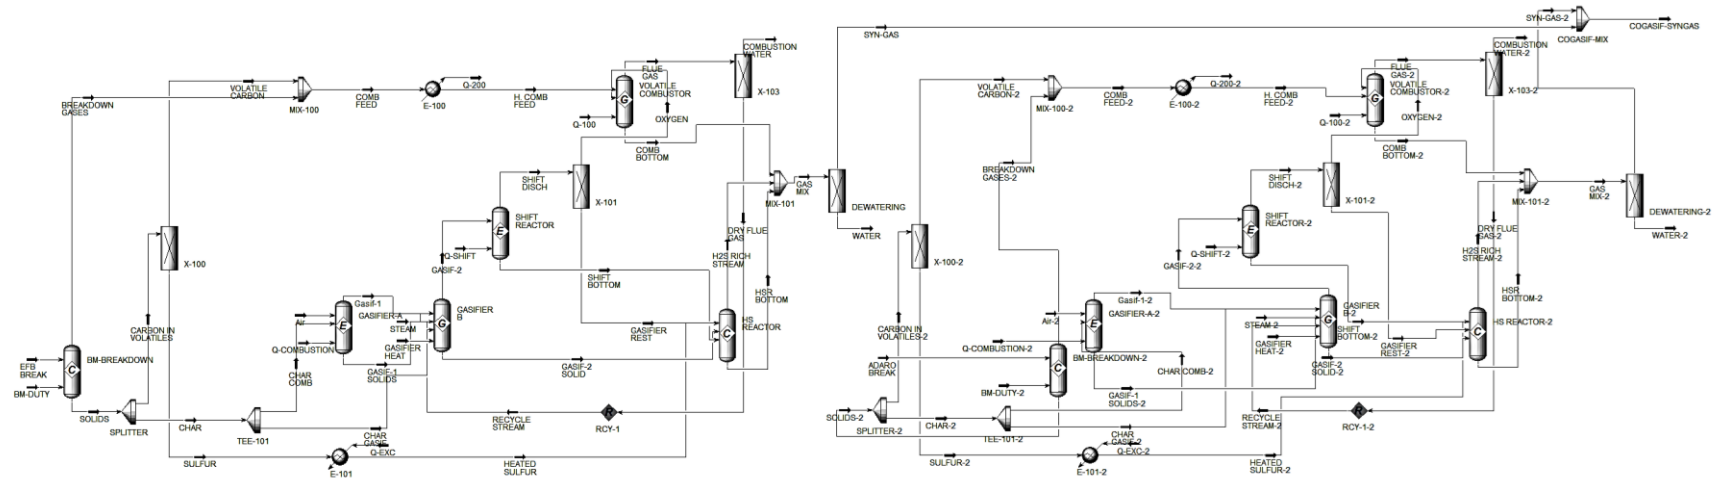 SYN-GAS
SYN-GAS-2
COGASIF-SYNGAS
COGASIF-MIX
COMBUSTION
WATER
COMBUSTION
WATER-2
VOLATILE
CARBON
MIX-100
BREAKDOWN
GASES
COMB
FEED
Q-200
E-100
H. COMB
FEED
FLUE
GAS
VOLATILE
COMBUSTOR
G
X-103
Q-100
OXYGEN
COMB
BOTTOM
SHIFT
DISCH
X-101
SHIFT
REACTOR
E
Q-SHIFT
GASIF-2
SHIFT
BOTTOM
MIX-101
GAS
MIX
DEWATERING
WATER
DRY FLUE
GAS
H2S RICH
STREAM
HSR
BOTTOM
HS
REACTOR
C
X-100
CARBON IN
VOLATILES
Gasif-1
GASIFIER-A
E
Air
Q-COMBUSTION
STEAM
GASIFIER
HEAT
GASIFIER
B
G
GASIFIER
REST
GASIF-2
SOLID
GASIF-1
SOLIDS
CHAR
COMB
EFB
BREAK
BM-DUTY
BM-BREAKDOWN
C
SOLIDS
SPLITTER
CHAR
TEE-101
CHAR
GASIF
Q-EXC
E-101
SULFUR
HEATED
SULFUR
RECYCLE
STREAM
R
RCY-1
VOLATILE
CARBON-2
MIX-100-2
COMB
FEED-2
Q-200-2
E-100-2
H. COMB
FEED-2
FLUE
GAS-2
VOLATILE
COMBUSTOR-2
G
X-103-2
Q-100-2
OXYGEN-2
COMB
BOTTOM-2
BREAKDOWN
GASES-2
SHIFT
DISCH-2
X-101-2
SHIFT
REACTOR-2
E
Q-SHIFT-2
GASIF-2-2
MIX-101-2
GAS
MIX-2
DEWATERING-2
WATER-2
DRY FLUE
GAS-2
H2S RICH
STREAM-2
HSR
BOTTOM-2
HS REACTOR-2
C
X-100-2
CARBON IN
VOLATILES-2
Gasif-1-2
GASIFIER-A-2
E
Air-2
Q-COMBUSTION-2
BM-BREAKDOWN-2
C
ADARO
BREAK
BM-DUTY-2
STEAM-2
GASIFIER
HEAT-2
GASIFIER
B-2
G
SHIFT
BOTTOM-2
GASIFIER
REST-2
GASIF-2
SOLID-2
CHAR COMB-2
GASIF-1
SOLIDS-2
SOLIDS-2
SPLITTER-2
CHAR-2
TEE-101-2
CHAR
GASIF-2
Q-EXC-2
E-101-2
SULFUR-2
HEATED
SULFUR-2
RECYCLE
STREAM-2
R
RCY-1-2